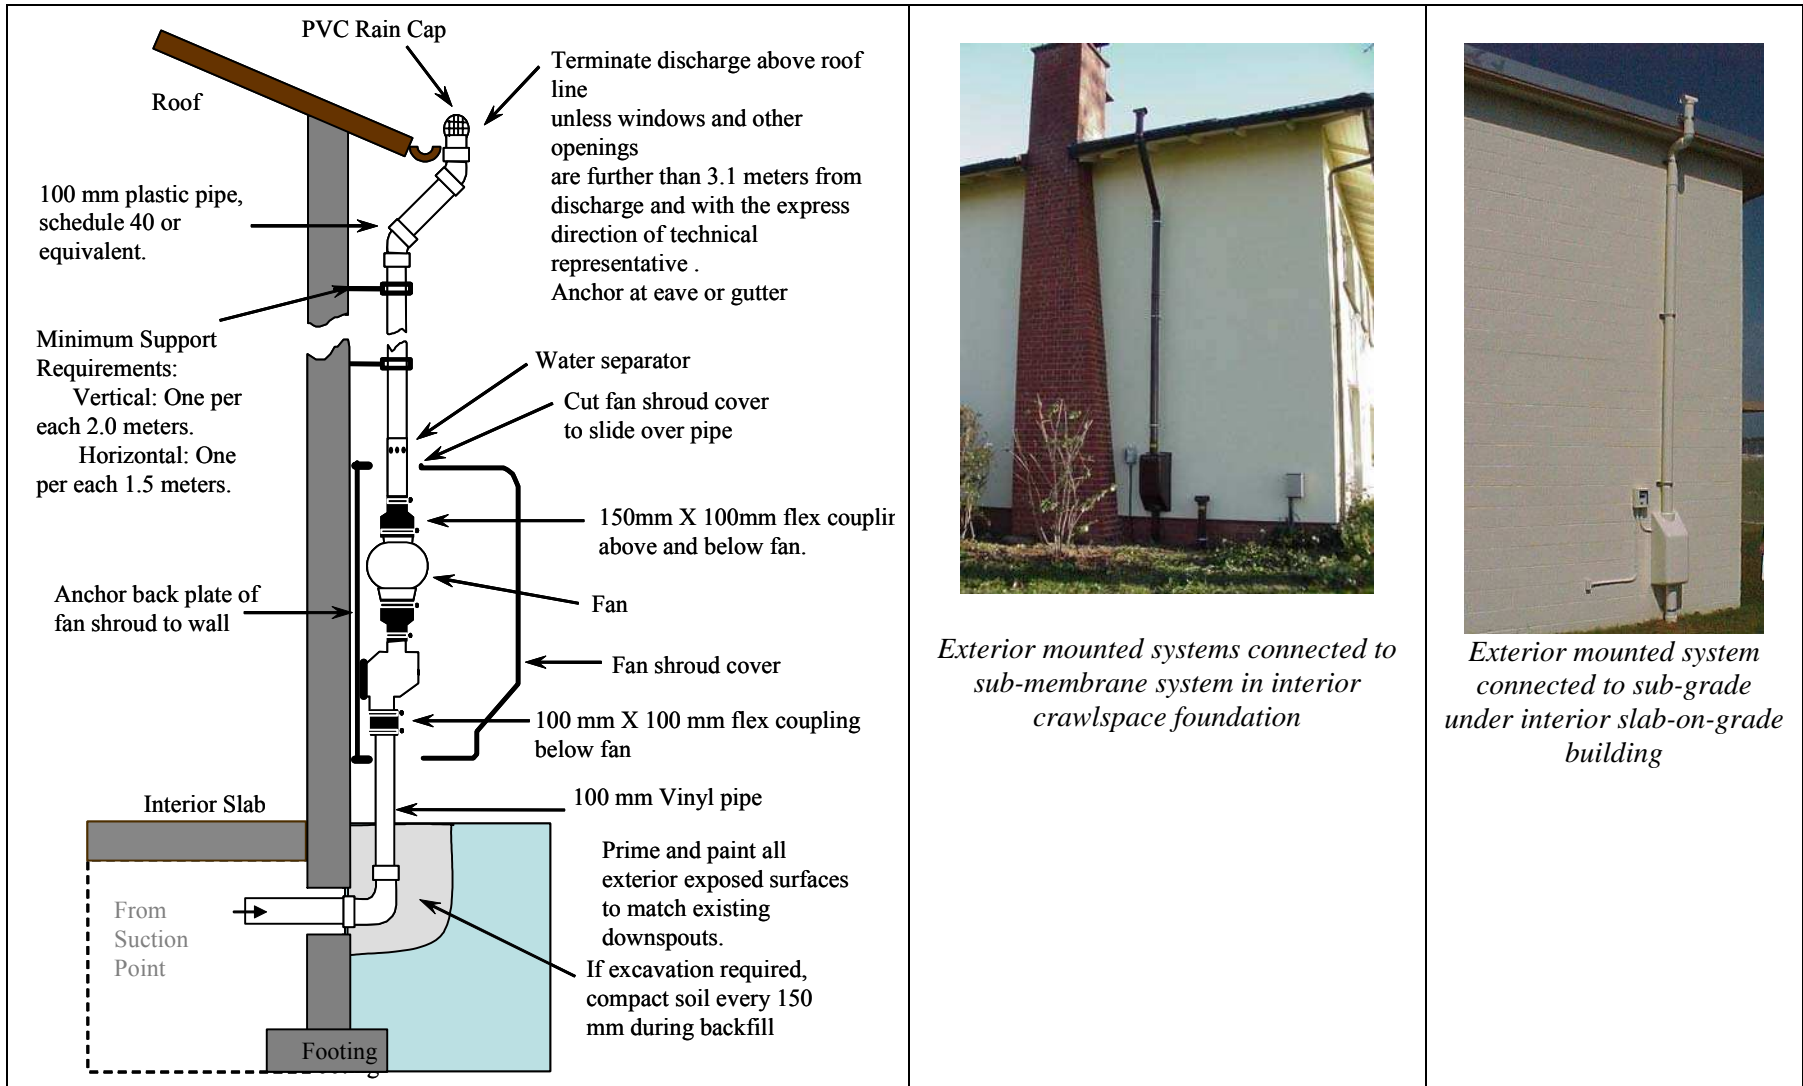 PVC Rain Cap
Roof
Terminate discharge above roof
line
unless windows and other
openings
are further than 3.1 meters from
discharge and with the express
direction of technical
representative .
Anchor at eave or gutter
100 mm plastic pipe,
schedule 40 or
equivalent.
Minimum Support
Requirements:
Vertical: One per
each 2.0 meters.
Horizontal: One
per each 1.5 meters.
Water separator
Cut fan shroud cover
to slide over pipe
150mm X 100mm flex couplin
above and below fan.
Anchor back plate of
fan shroud to wall
Fan
Fan shroud cover
100 mm X 100 mm flex coupling
below fan
Interior Slab
100 mm Vinyl pipe
Prime and paint all
exterior exposed surfaces
to match existing
downspouts.
From
Suction
Point
If excavation required,
compact soil every 150
mm during backfill
Footing
Exterior mounted systems connected to
sub-membrane system in interior
crawlspace foundation
Exterior mounted system
connected to sub-grade
under interior slab-on-grade
building